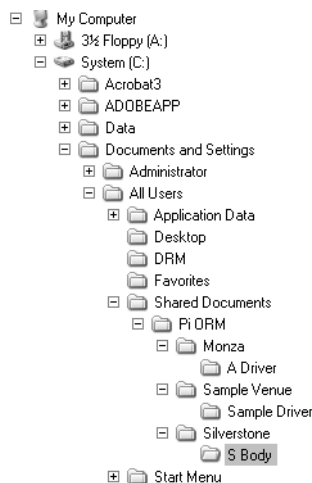 My Computer
3½ Floppy (A:)
System (C:)
Acrobat3
ADOBEAPP
Data
Documents and Settings
Administrator
All Users
Application Data
Desktop
DRM
Favorites
Shared Documents
Pi ORM
Monza
A Driver
Sample Venue
Sample Driver
Silverstone
S Body
Start Menu